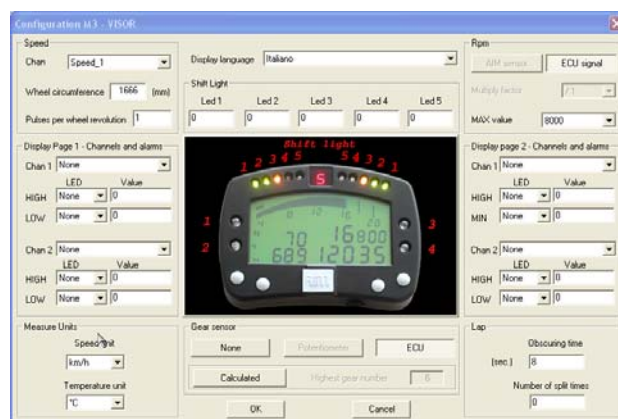 Configuration M3 - VISOR
Speed
Chan Speed_1
Wheel circumference 1666 (mm)
Pulses per wheel revolution 1
Display language Italiano
Shift Light
Led 1 Led 2 Led 3 Led 4 Led 5
0 0 0 0 0
Rpm
AIM sensor ECU signal
Multiply factor / 1
MAX value 8000
Display Page 1 - Channels and alarms
Chan 1 None
LED Value
HIGH None 0
LOW None 0
Chan 2 None
LED Value
HIGH None 0
LOW None 0
Shift light
1 2 3 4 5 5 4 3 2 1
5
1
2
3
4
70 16800
689 12035
Display page 2 - Channels and alarms
Chan 1 None
LED Value
HIGH None 0
MIN None 0
Chan 2 None
LED Value
HIGH None 0
LOW None 0
Measure Units
Speed unit
km/h
Temperature unit
°C
Gear sensor
None Potentiometer ECU
Calculated Highest gear number 6
OK Cancel
Lap
Obscuring time
(sec.) 8
Number of split times
0